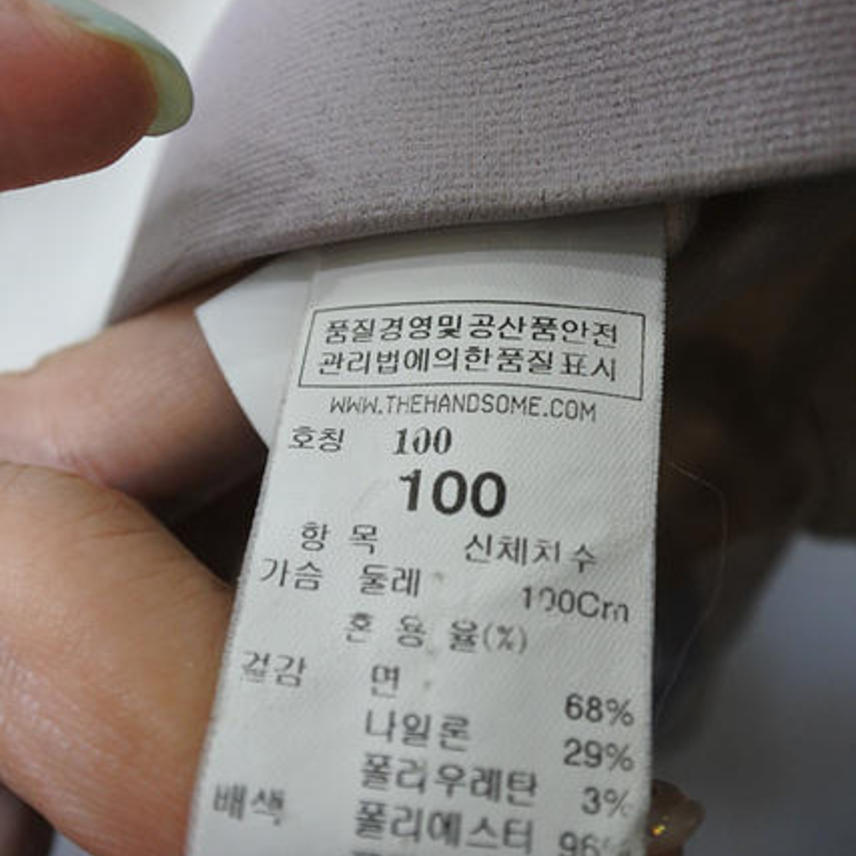 품질경영및공산품안전
관리법에의한품질표시
WWW.THEHANDSOME.COM
호칭 100
100
항 목 신체치수
가슴 둘레 100Cm
혼 용 율(%)
겉감 면 68%
나일론 29%
폴리우레탄 3%
배색 폴리에스터 96%